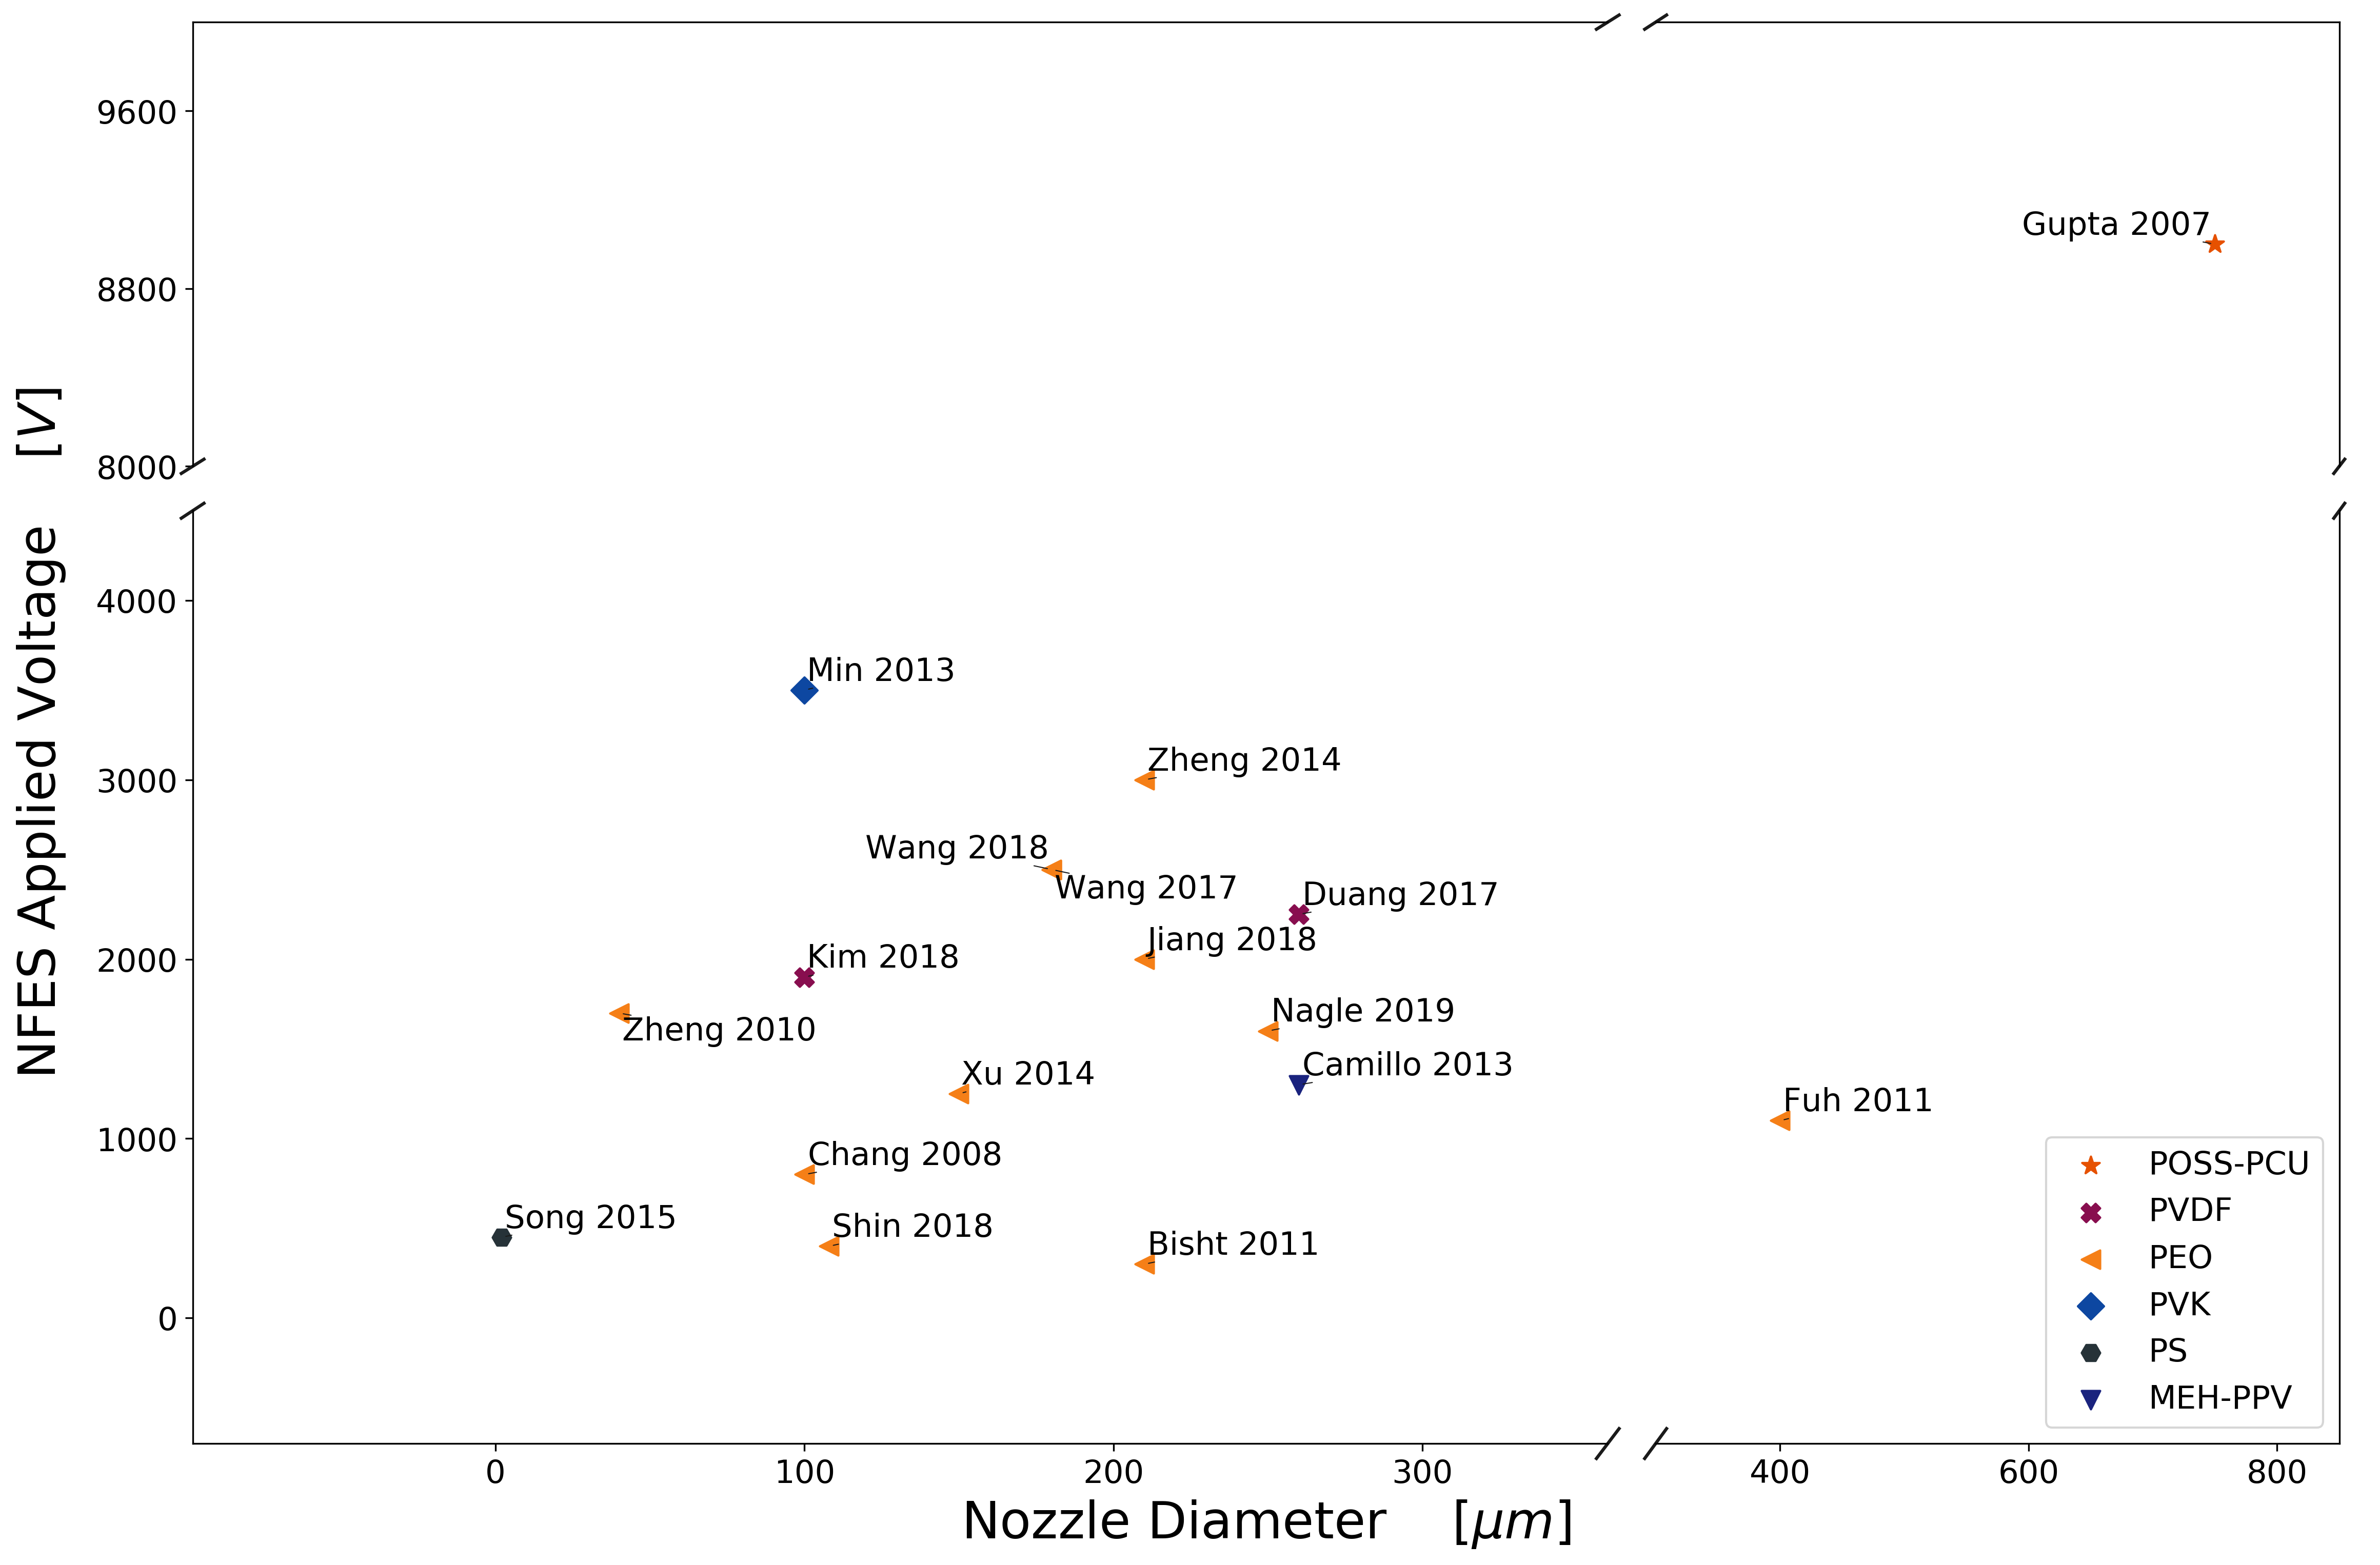 9600
Gupta 2007
8800
8000
NFES Applied Voltage [V]
4000
Min 2013
3000
Zheng 2014
Wang 2018
Wang 2017
Duang 2017
Jiang 2018
2000
Kim 2018
Zheng 2010
Nagle 2019
Xu 2014
Camillo 2013
Fuh 2011
1000
Chang 2008
Song 2015
Shin 2018
Bisht 2011
0
POSS-PCU
PVDF
PEO
PVK
PS
MEH-PPV
0 100 200 300 400 600 800
Nozzle Diameter [μm]